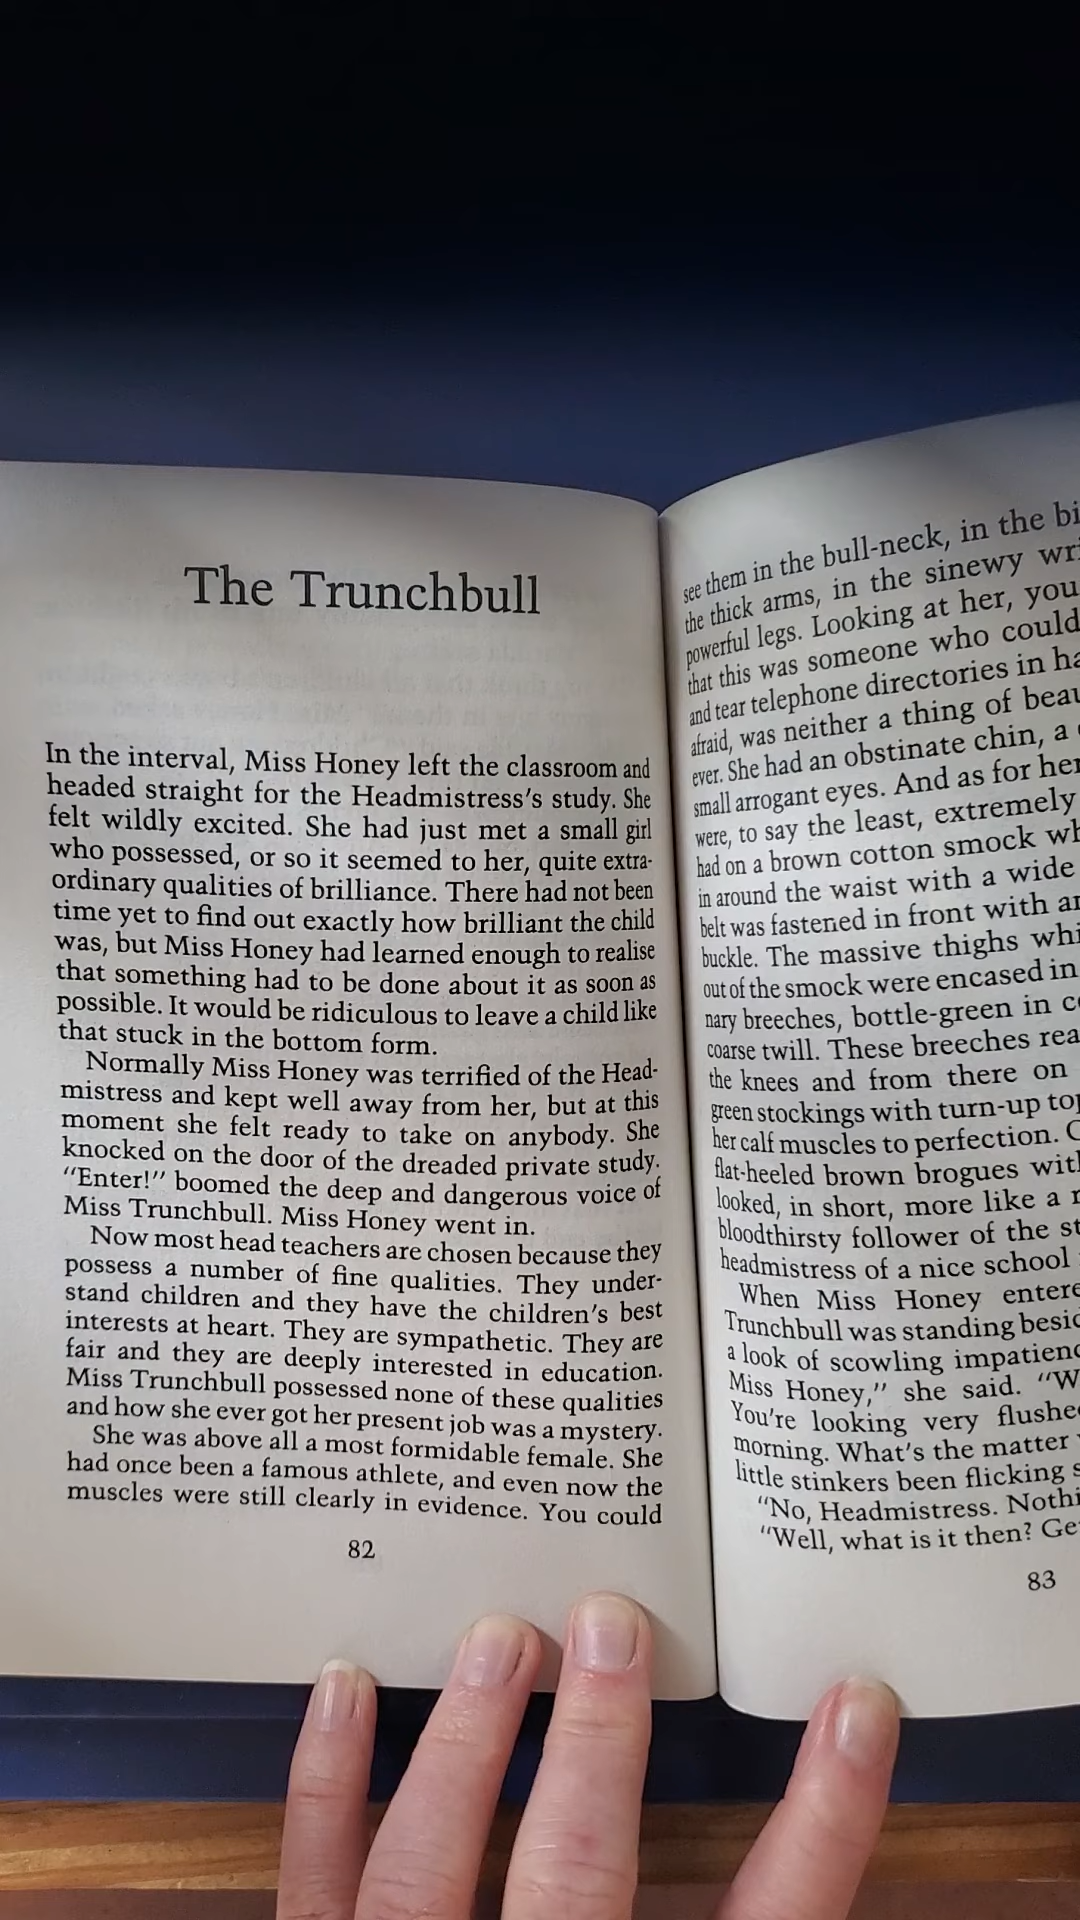 The Trunchbull
In the interval, Miss Honey left the classroom and
headed straight for the Headmistress's study. She
felt wildly excited. She had just met a small girl
who possessed, or so it seemed to her, quite extra-
ordinary qualities of brilliance. There had not been
time yet to find out exactly how brilliant the child
was, but Miss Honey had learned enough to realise
that something had to be done about it as soon as
possible. It would be ridiculous to leave a child like
that stuck in the bottom form.
Normally Miss Honey was terrified of the Head-
mistress and kept well away from her, but at this
moment she felt ready to take on anybody. She
knocked on the door of the dreaded private study.
"Enter!" boomed the deep and dangerous voice of
Miss Trunchbull. Miss Honey went in.
Now most head teachers are chosen because they
possess a number of fine qualities. They under-
stand children and they have the children's best
interests at heart. They are sympathetic. They are
fair and they are deeply interested in education.
Miss Trunchbull possessed none of these qualities
and how she ever got her present job was a mystery.
She was above all a most formidable female. She
had once been a famous athlete, and even now the
muscles were still clearly in evidence. You could
82
see them in the bull-neck, in the bi
the thick arms, in the sinewy wri
powerful legs. Looking at her, you
that this was someone who could
and tear telephone directories in ha
afraid, was neither a thing of beau
ever. She had an obstinate chin, a
small arrogant eyes. And as for her
were, to say the least, extremely
had on a brown cotton smock wh
in around the waist with a wide
belt was fastened in front with an
buckle. The massive thighs whi
out of the smock were encased in
nary breeches, bottle-green in co
coarse twill. These breeches rea
the knees and from there on
green stockings with turn-up top
her calf muscles to perfection. O
flat-heeled brown brogues with
looked, in short, more like a r
bloodthirsty follower of the st
headmistress of a nice school
When Miss Honey entere
Trunchbull was standing besid
a look of scowling impatienc
Miss Honey," she said. "W
You're looking very flushe
morning. What's the matter
little stinkers been flicking s
"No, Headmistress. Nothi
"Well, what is it then? Ge
83